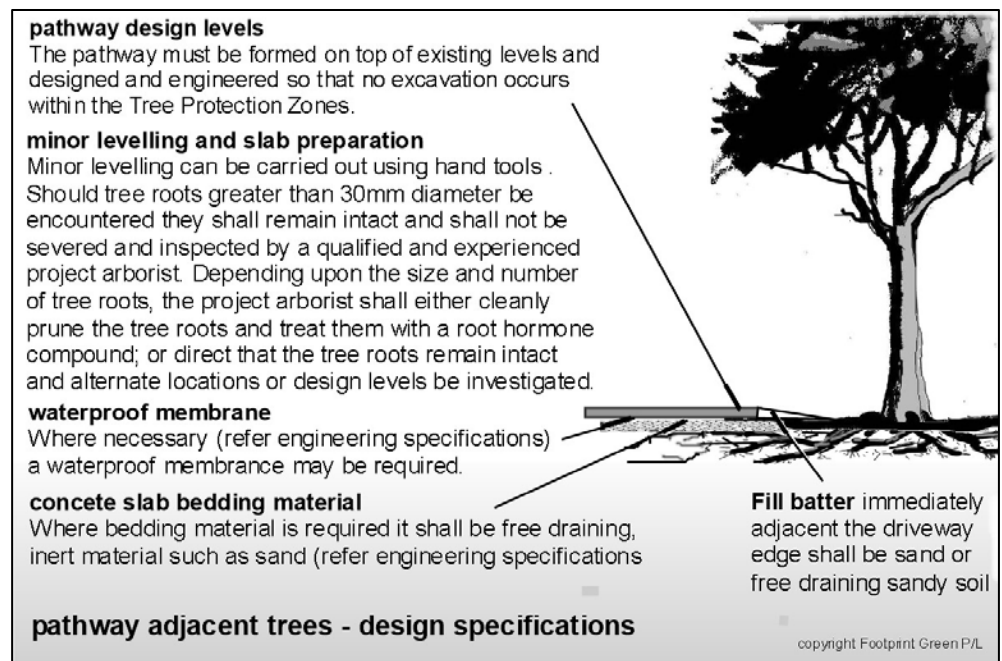 pathway design levels
The pathway must be formed on top of existing levels and
designed and engineered so that no excavation occurs
within the Tree Protection Zones.
minor levelling and slab preparation
Minor levelling can be carried out using hand tools .
Should tree roots greater than 30mm diameter be
encountered they shall remain intact and shall not be
severed and inspected by a qualified and experienced
project arborist. Depending upon the size and number
of tree roots, the project arborist shall either cleanly
prune the tree roots and treat them with a root hormone
compound; or direct that the tree roots remain intact
and alternate locations or design levels be investigated.
waterproof membrane
Where necessary (refer engineering specifications)
a waterproof membrance may be required.
concete slab bedding material
Where bedding material is required it shall be free draining,
inert material such as sand (refer engineering specifications
Fill batter immediately
adjacent the driveway
edge shall be sand or
free draining sandy soil
pathway adjacent trees - design specifications
copyright Footprint Green P/L